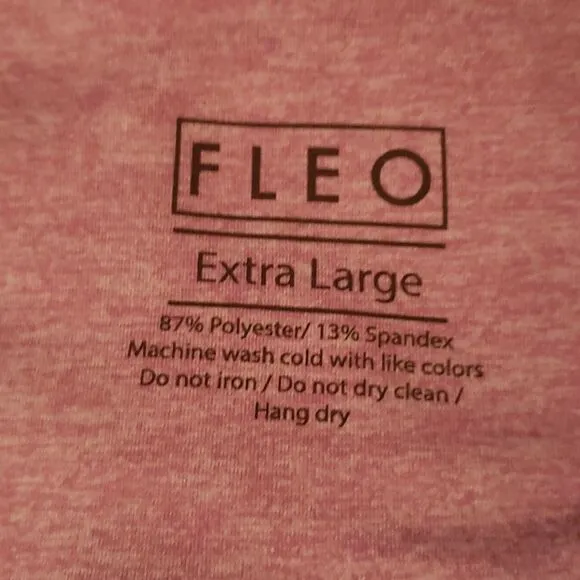 FLEO
Extra Large
87% Polyester/ 13% Spandex
Machine wash cold with like colors
Do not iron / Do not dry clean /
Hang dry